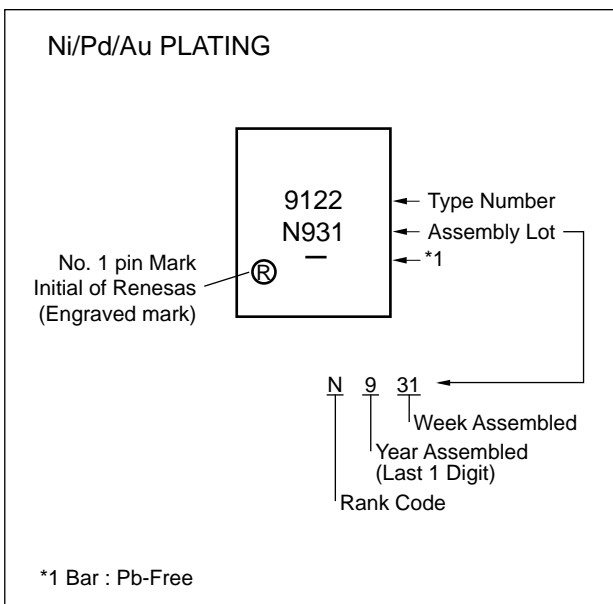 Ni/Pd/Au PLATING
9122
N931
Type Number
Assembly Lot
*1
No. 1 pin Mark
Initial of Renesas
(Engraved mark)
R
N 9 31
Week Assembled
Year Assembled
(Last 1 Digit)
Rank Code
*1 Bar : Pb-Free